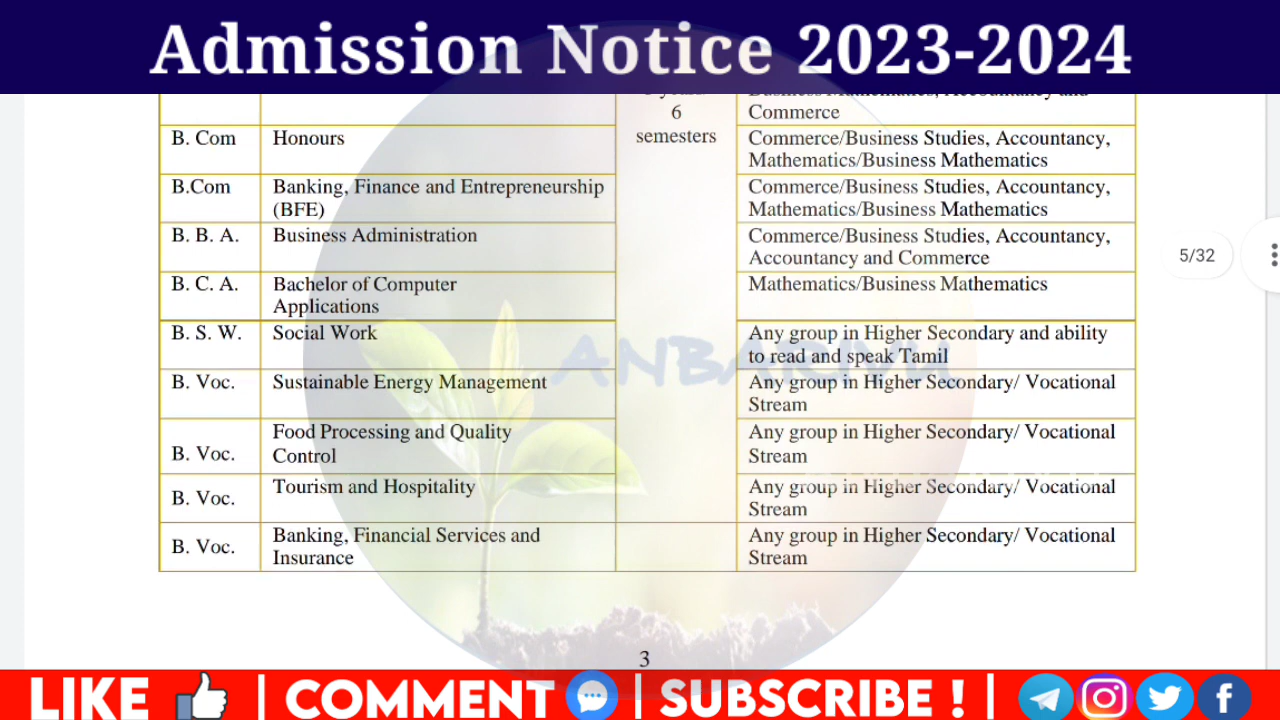 Admission Notice 2023-2024
Commerce
6
semesters
B. Com
Honours
Commerce/Business Studies, Accountancy,
Mathematics/Business Mathematics
B.Com
Banking, Finance and Entrepreneurship
(BFE)
Commerce/Business Studies, Accountancy,
Mathematics/Business Mathematics
B. B. A.
Business Administration
Commerce/Business Studies, Accountancy,
Accountancy and Commerce
5/32
B. C. A.
Bachelor of Computer
Applications
Mathematics/Business Mathematics
B. S. W.
Social Work
Any group in Higher Secondary and ability
to read and speak Tamil
ANBARIVU
B. Voc.
Sustainable Energy Management
Any group in Higher Secondary/ Vocational
Stream
B. Voc.
Food Processing and Quality
Control
Any group in Higher Secondary/ Vocational
Stream
B. Voc.
Tourism and Hospitality
Any group in Higher Secondary/ Vocational
Stream
B. Voc.
Banking, Financial Services and
Insurance
Any group in Higher Secondary/ Vocational
Stream
3
LIKE | COMMENT | SUBSCRIBE ! |